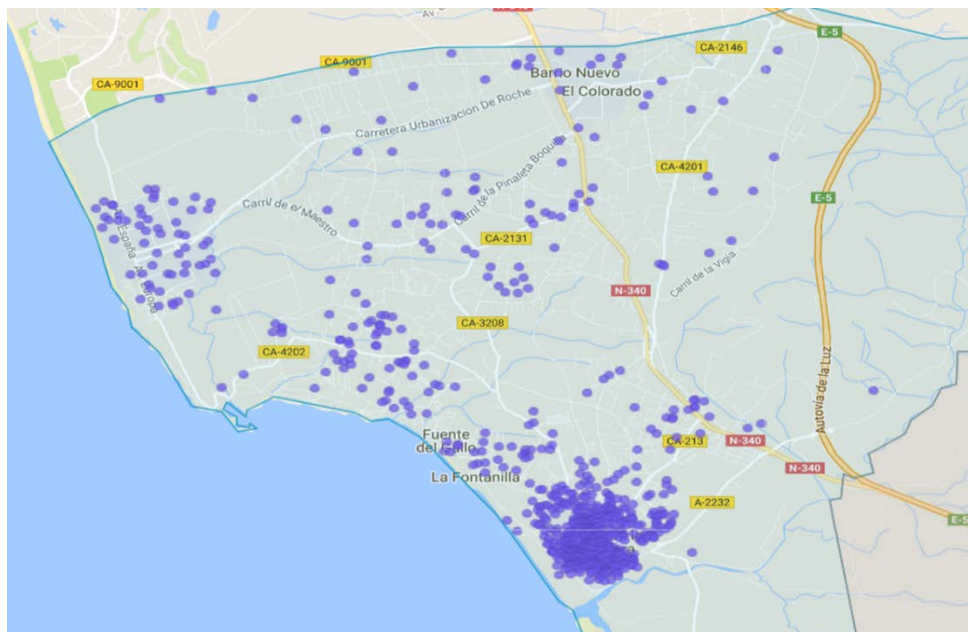 CA-2146
E-5
CA-9001
CA-9001
Barrio Nuevo
El Colorado
Carretera Urbanizacion De Roche
Carril de la Pinaleta Boquilla
CA-4201
E-5
Carril de el Maestro
CA-2131
Carril de la Vigía
N-340
CA-3208
CA-4202
Autovía de la Luz
Fuente
del Gallo
CA-213
N-340
N-340
La Fontanilla
A-2232
E-5